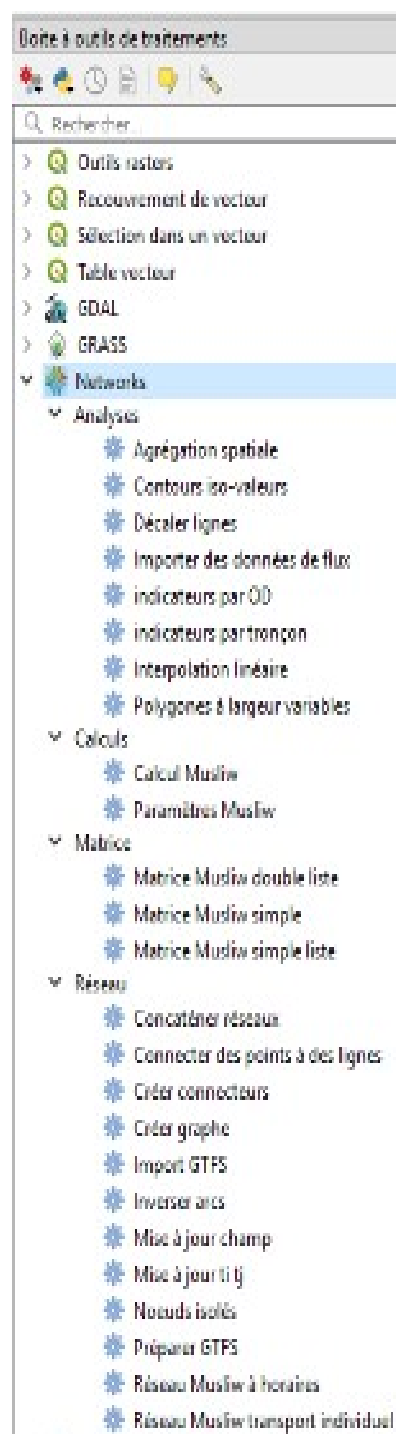 Boite à outils de traitements
Rechercher...
Outils rasters
Recouvrement de vecteur
Sélection dans un vecteur
Table vecteur
GDAL
GRASS
Networks
Analyses
Agrégation spatiale
Contours iso-valeurs
Décaler lignes
Importer des données de flux
indicateurs par OD
indicateurs par tronçon
Interpolation linéaire
Polygones à largeur variables
Calculs
Calcul Musliw
Paramètres Musliw
Matrice
Matrice Musliw double liste
Matrice Musliw simple
Matrice Musliw simple liste
Réseau
Concaténer réseaux
Connecter des points à des lignes
Créer connecteurs
Créer graphe
Import GTFS
Inverser arcs
Mise à jour champ
Mise à jour ti tj
Noeuds isolés
Préparer GTFS
Réseau Musliw à horaires
Réseau Musliw transport individuel